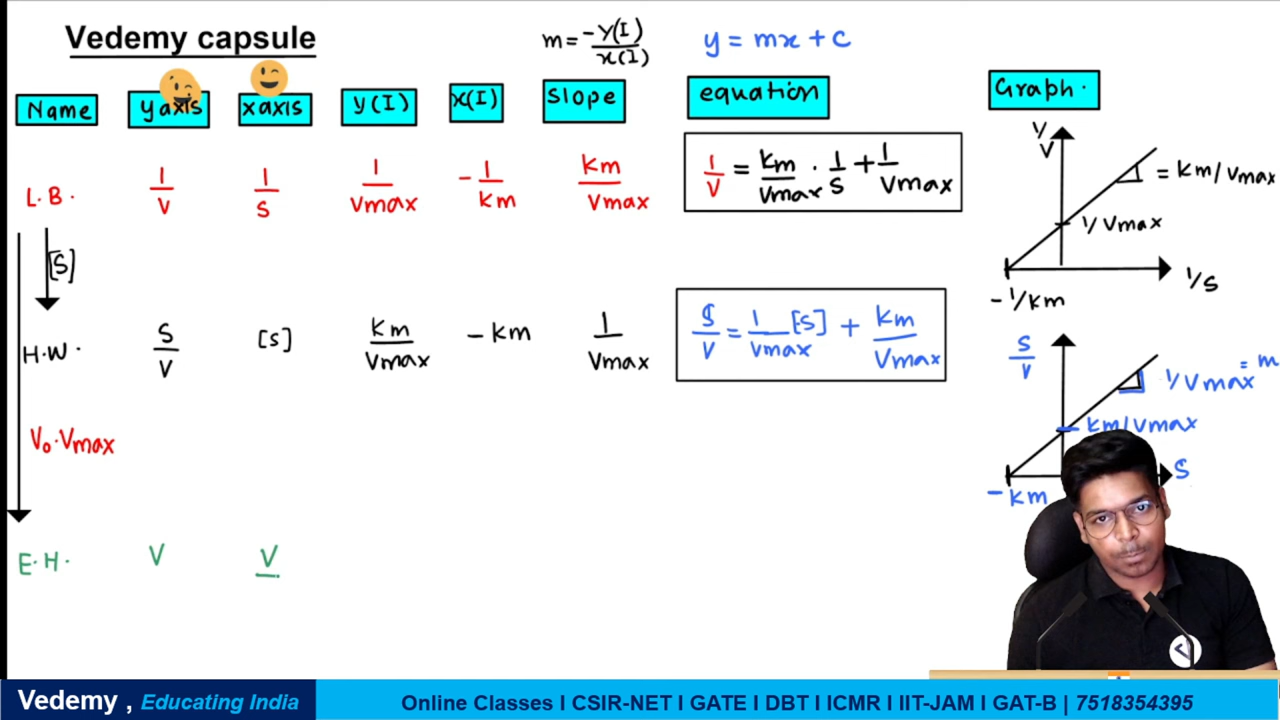 Vedemy capsule
m = -Y(I) / x(I)
y = mx + c
Name
y axis
x axis
y(I)
x(I)
Slope
equation
Graph.
L.B.
1/V
1/S
1/Vmax
-1/Km
Km/Vmax
1/V = Km/Vmax . 1/S + 1/Vmax
1/V
= Km/Vmax
1/Vmax
1/S
-1/Km
[S]
H.W.
S/V
[S]
Km/Vmax
-Km
1/Vmax
S/V = 1/Vmax [S] + Km/Vmax
S/V
1/Vmax = m
Km/Vmax
S
-Km
Vo.Vmax
E.H.
V
V
Vedemy , Educating India
Online Classes I CSIR-NET I GATE I DBT I ICMR I IIT-JAM I GAT-B | 7518354395